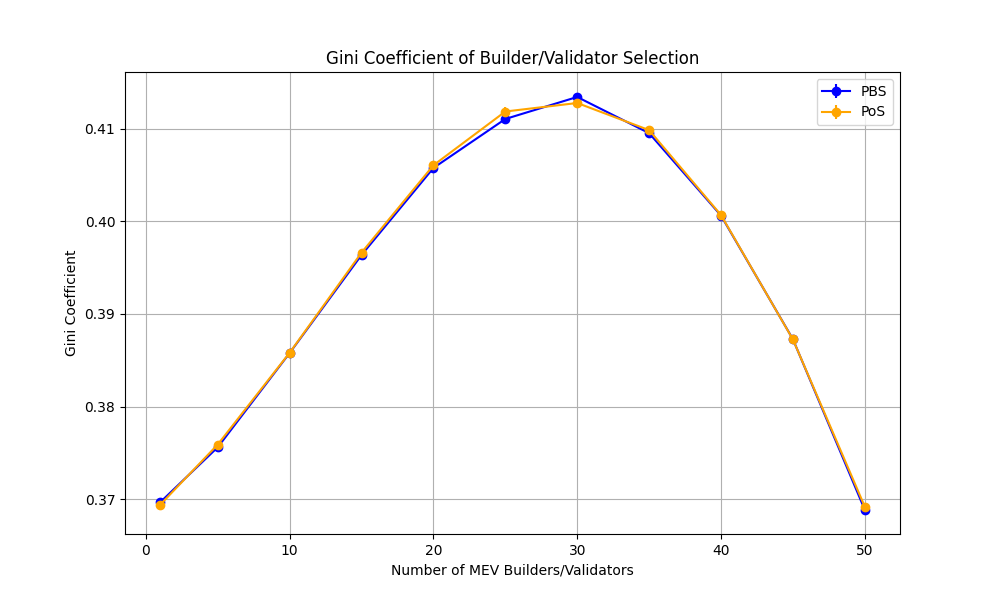 Gini Coefficient of Builder/Validator Selection
PBS
PoS
Gini Coefficient
0.41
0.40
0.39
0.38
0.37
0
10
20
30
40
50
Number of MEV Builders/Validators